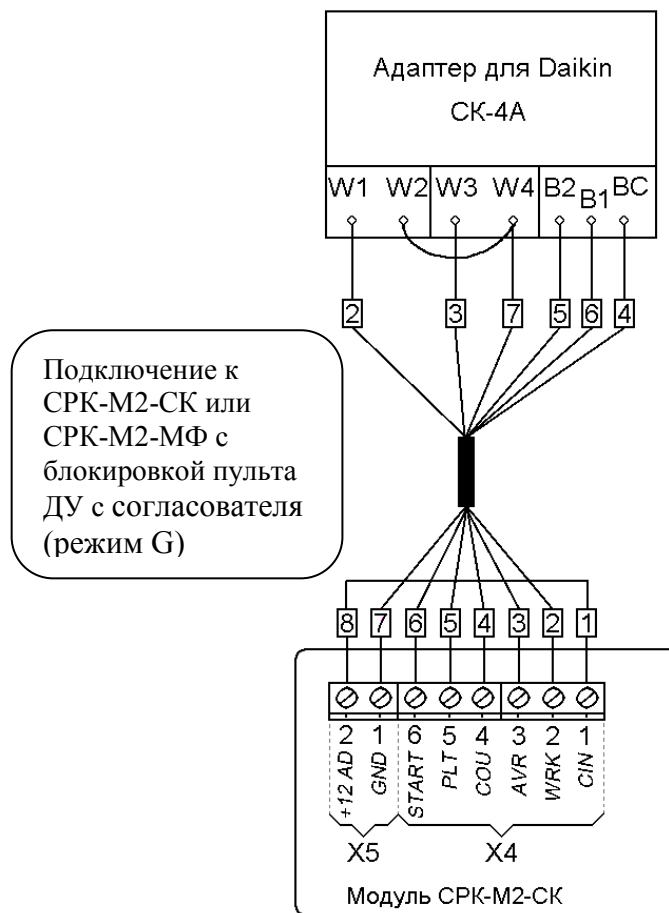 Адаптер для Daikin
СК-4А
W1 W2 W3 W4 B2 B1 BC
2 3 7 5 6 4
Подключение к
СРК-М2-СК или
СРК-М2-МФ с
блокировкой пульта
ДУ с согласователя
(режим G)
8 7 6 5 4 3 2 1
2 1 6 5 4 3 2 1
+12 AD GND START PLT COU AVR WRK CIN
X5 X4
Модуль СРК-М2-СК